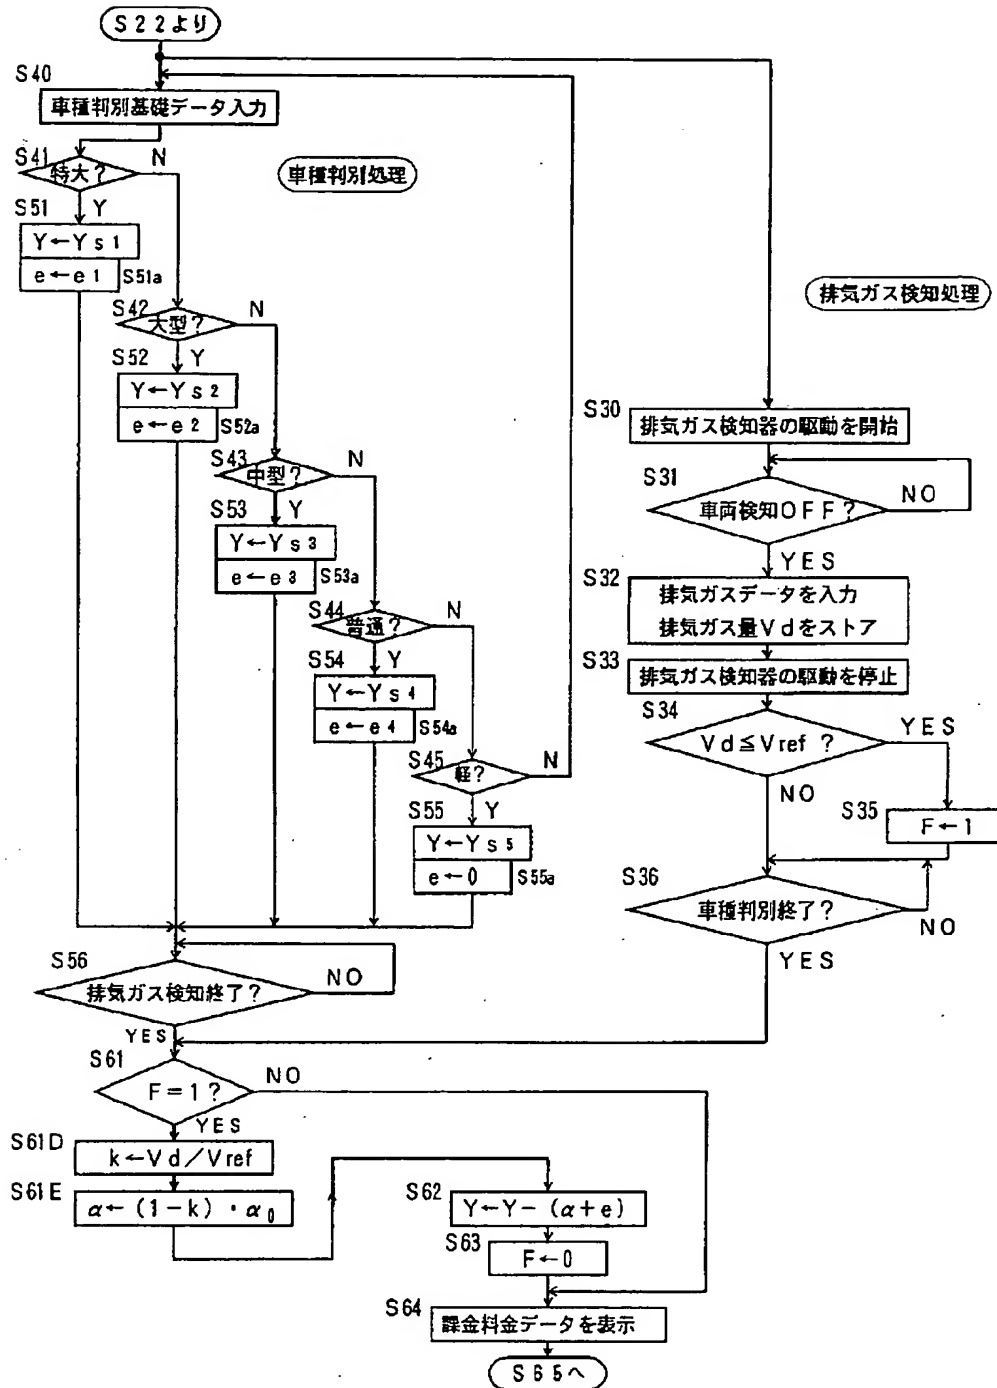 S22より
S40
車種判別基礎データ入力
S41
特大?
N
Y
車種判別処理
S51
Y←Ys1
e←e1
S51a
S42
大型?
N
Y
S52
Y←Ys2
e←e2
S52a
S43
中型?
N
Y
S53
Y←Ys3
e←e3
S53a
S44
普通?
N
Y
S54
Y←Ys4
e←e4
S54a
S45
軽?
N
Y
S55
Y←Ys5
e←0
S55a
排気ガス検知処理
S30
排気ガス検知器の駆動を開始
S31
車両検知OFF?
NO
YES
S32
排気ガスデータを入力
排気ガス量Vdをストア
S33
排気ガス検知器の駆動を停止
S34
Vd≦Vref?
YES
NO
S35
F←1
S36
車種判別終了?
NO
YES
S56
排気ガス検知終了?
NO
YES
S61
F=1?
NO
YES
S61D
k←Vd/Vref
S61E
α←(1-k)・α0
S62
Y←Y-(α+e)
S63
F←0
S64
課金料金データを表示
S65へ